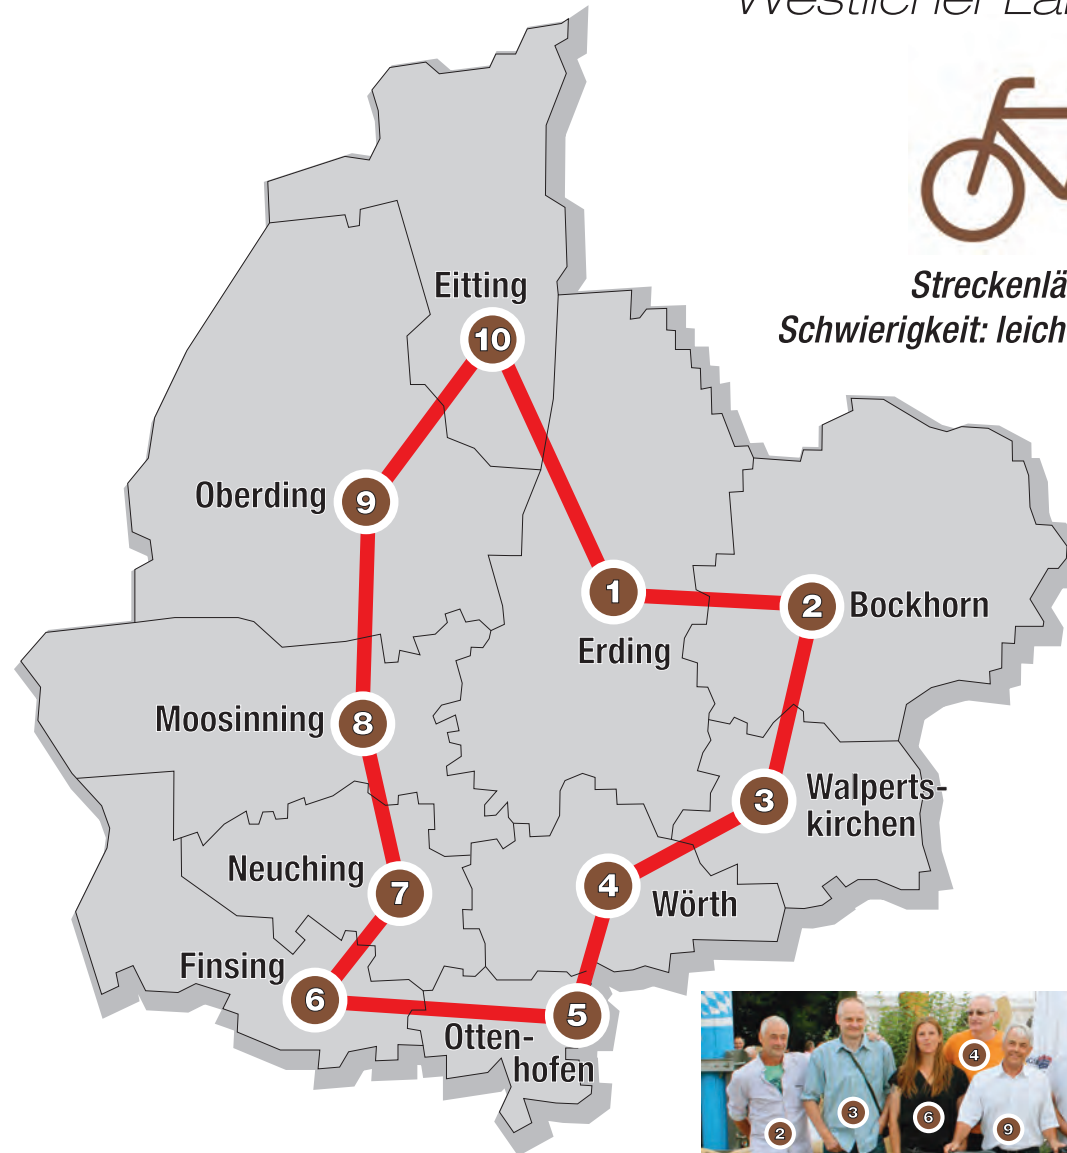 Westlicher
Streckenlä
Schwierigkeit: leich
Eitting
10
Oberding
9
1
Erding
2
Bockhorn
Moosinning
8
3
Walperts-
kirchen
Neuching
7
4
Wörth
Finsing
6
5
Otten-
hofen
4
3
6
9
2